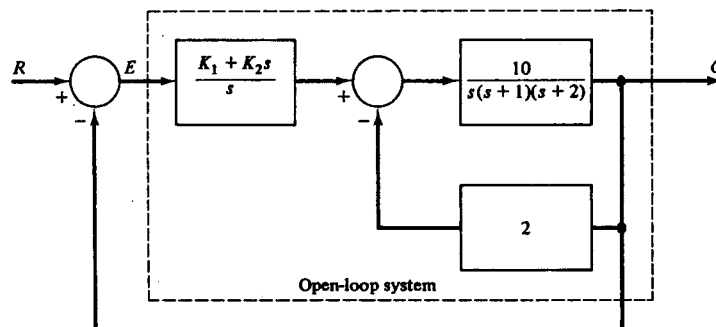 R
+
−
E
K₁ + K₂s
s
+
−
10
s(s + 1)(s + 2)
C
2
Open-loop system